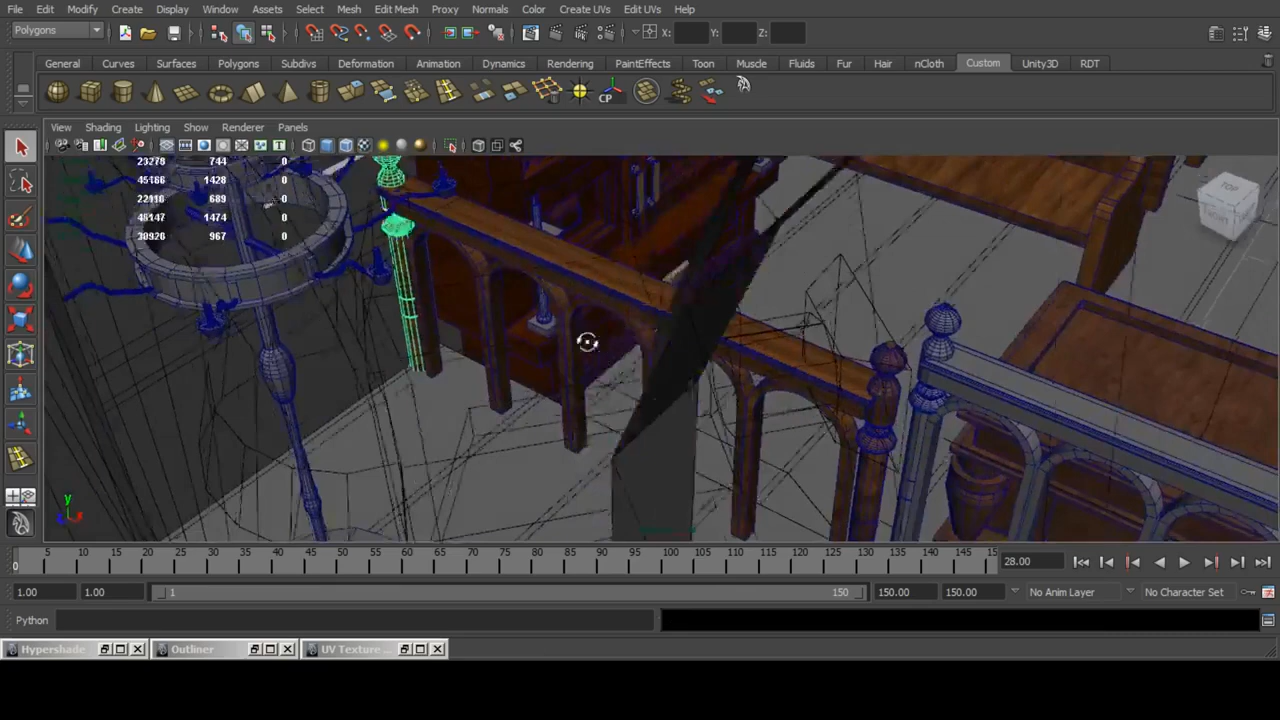 File Edit Modify Create Display Window Assets Select Mesh Edit Mesh Proxy Normals Color Create UVs Edit UVs Help
Polygons X: Y: Z:
General Curves Surfaces Polygons Subdivs Deformation Animation Dynamics Rendering PaintEffects Toon Muscle Fluids Fur Hair nCloth Custom Unity3D RDT
CP
View Shading Lighting Show Renderer Panels
23278 744 0
45166 1428 0
22116 689 0
46147 1474 0
30926 967 0
TOP
y
5 10 15 20 25 30 35 40 45 50 55 60 65 70 75 80 85 90 95 100 105 110 115 120 125 130 135 140 145 15
0 28.00
1.00 1.00 1 150 150.00 150.00 No Anim Layer No Character Set
Python
Hypershade Outliner UV Texture ...